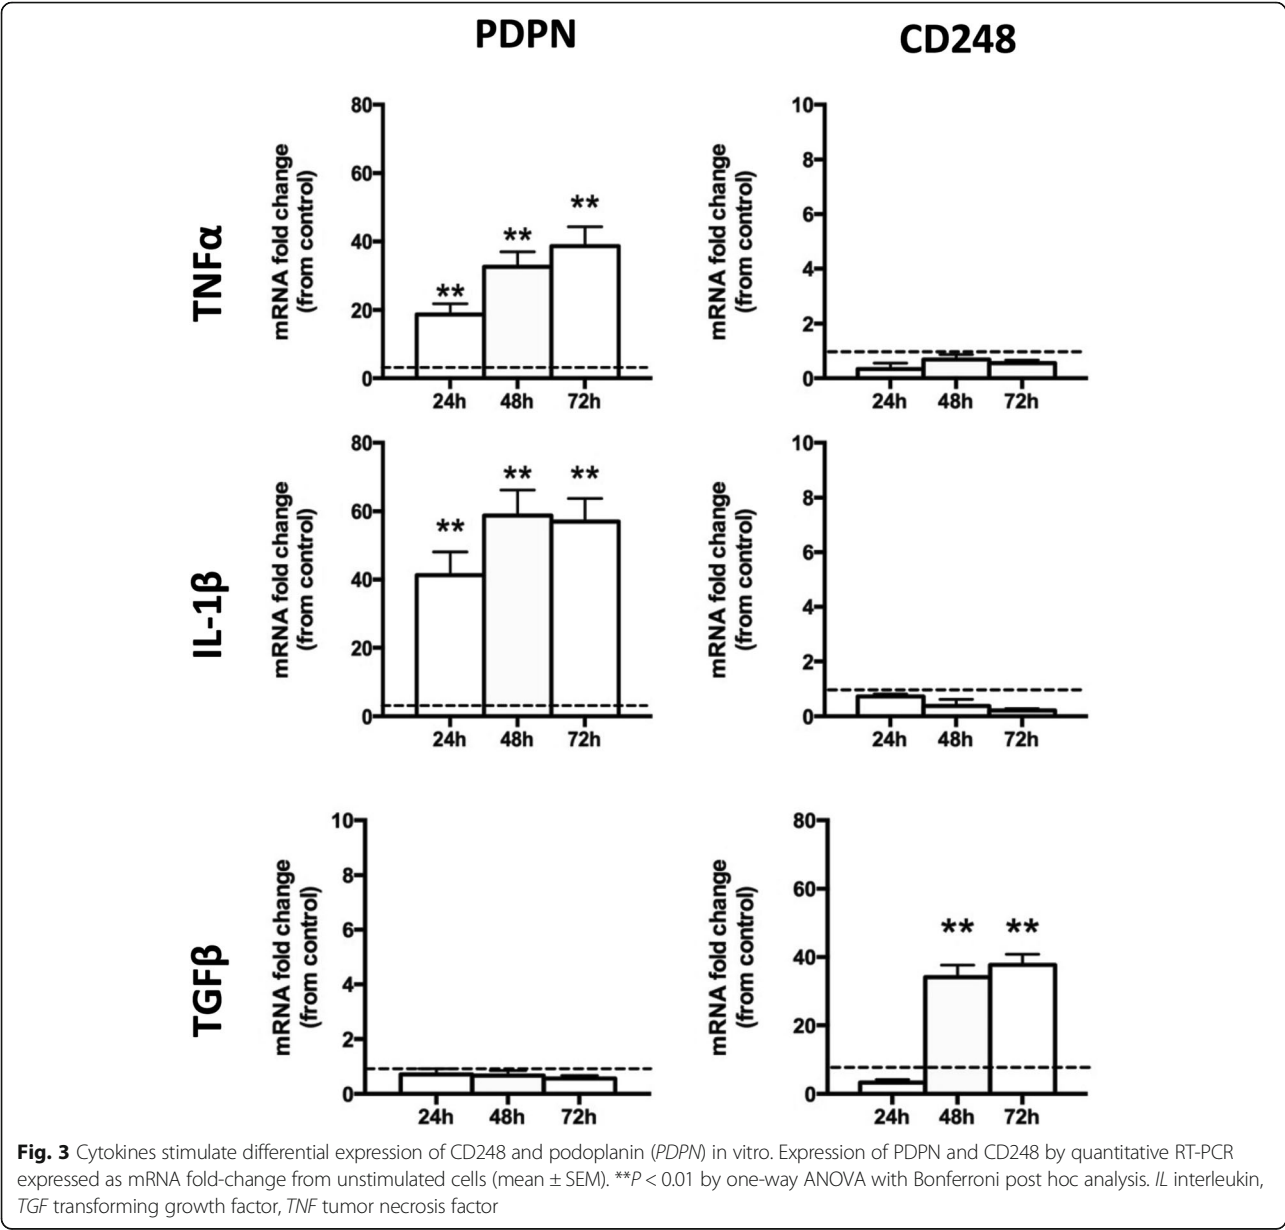 PDPN
CD248
TNFα
mRNA fold change
(from control)
80
60
40
20
0
**
**
**
24h
48h
72h
mRNA fold change
(from control)
10
8
6
4
2
0
24h
48h
72h
IL-1β
mRNA fold change
(from control)
80
60
40
20
0
**
**
**
24h
48h
72h
mRNA fold change
(from control)
10
8
6
4
2
0
24h
48h
72h
TGFβ
mRNA fold change
(from control)
10
8
6
4
2
0
24h
48h
72h
mRNA fold change
(from control)
80
60
40
20
0
**
**
24h
48h
72h
Fig. 3 Cytokines stimulate differential expression of CD248 and podoplanin (PDPN) in vitro. Expression of PDPN and CD248 by quantitative RT-PCR
expressed as mRNA fold-change from unstimulated cells (mean ± SEM). **P < 0.01 by one-way ANOVA with Bonferroni post hoc analysis. IL interleukin,
TGF transforming growth factor, TNF tumor necrosis factor